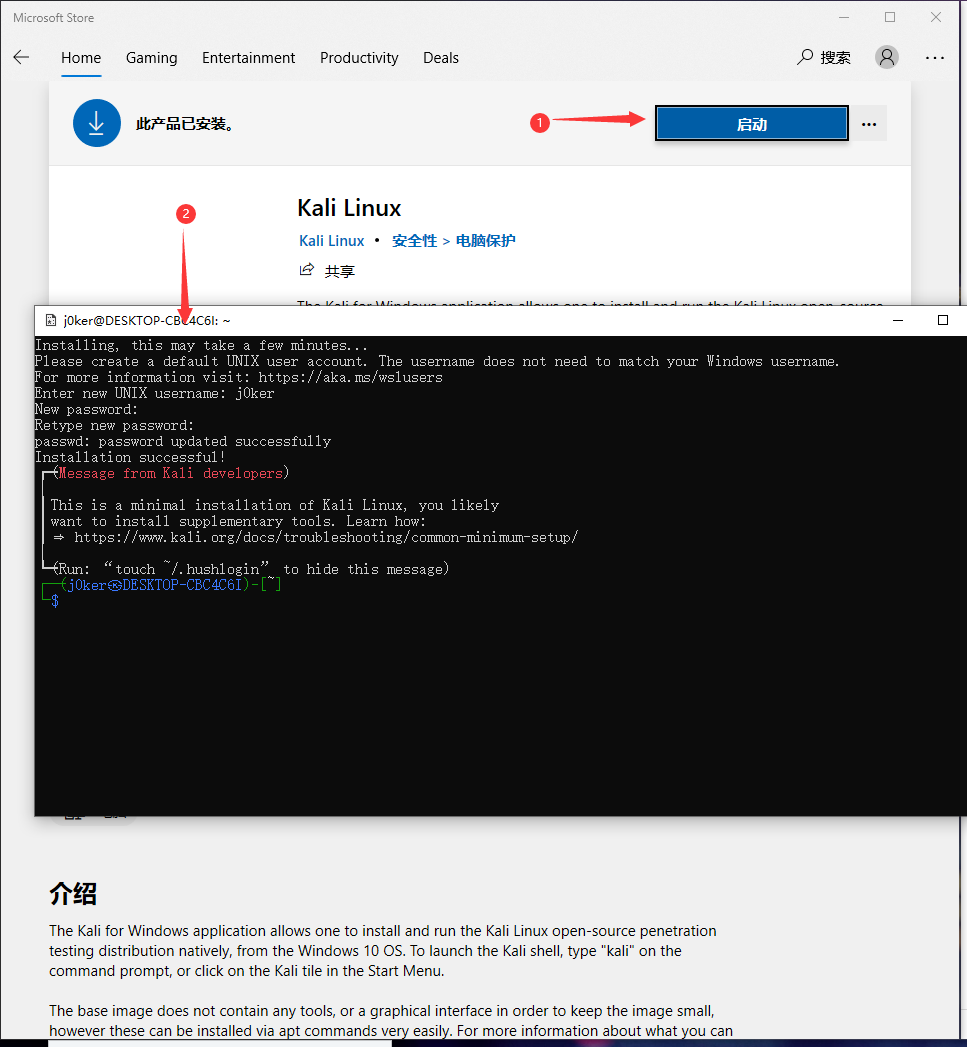 Microsoft Store
Home Gaming Entertainment Productivity Deals 搜索
此产品已安装。
1
启动
Kali Linux
2
Kali Linux • 安全性 > 电脑保护
共享
The Kali for Windows application allows one to install and run the Kali Linux open-source
j0ker@DESKTOP-CBC4C6I: ~
Installing, this may take a few minutes...
Please create a default UNIX user account. The username does not need to match your Windows username.
For more information visit: https://aka.ms/wslusers
Enter new UNIX username: j0ker
New password:
Retype new password:
passwd: password updated successfully
Installation successful!
┏━(Message from Kali developers)
┃
┃ This is a minimal installation of Kali Linux, you likely
┃ want to install supplementary tools. Learn how:
┃ ⇒ https://www.kali.org/docs/troubleshooting/common-minimum-setup/
┃
┗━(Run: “touch ~/.hushlogin” to hide this message)
┌──(j0ker㉿DESKTOP-CBC4C6I)-[~]
└─$
介绍
The Kali for Windows application allows one to install and run the Kali Linux open-source penetration
testing distribution natively, from the Windows 10 OS. To launch the Kali shell, type "kali" on the
command prompt, or click on the Kali tile in the Start Menu.
The base image does not contain any tools, or a graphical interface in order to keep the image small,
however these can be installed via apt commands very easily. For more information about what you can